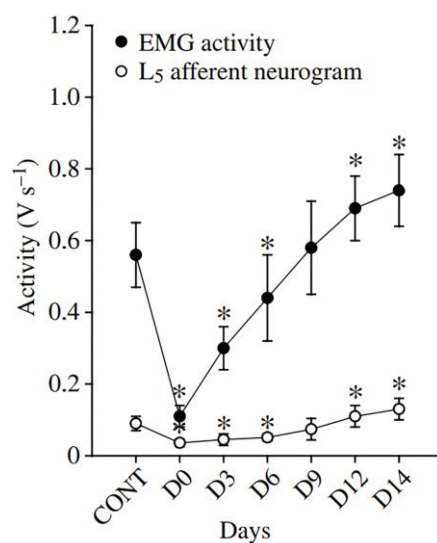 1.2
EMG activity
L5 afferent neurogram
1.0
0.8
0.6
0.4
0.2
0
Activity (V s−1)
* * * * *
* * * * *
CONT D0 D3 D6 D9 D12 D14
Days